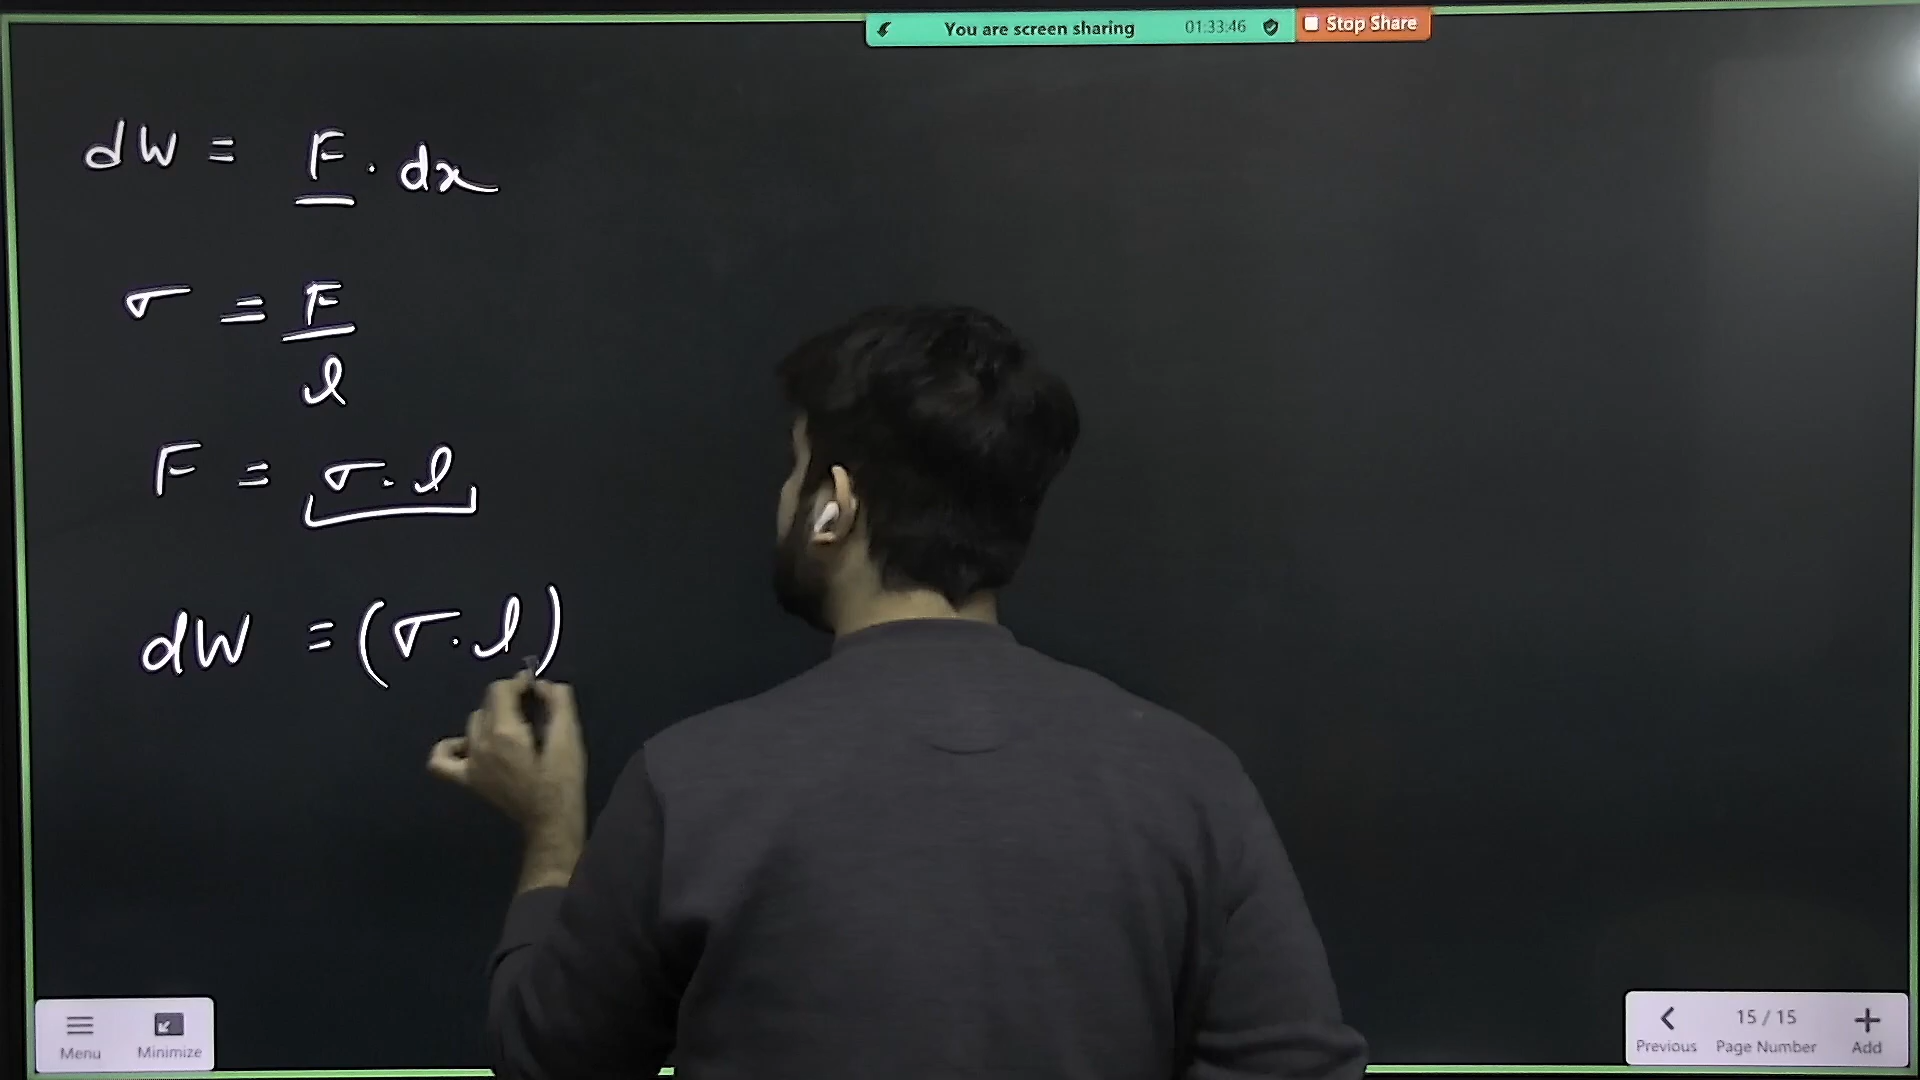 You are screen sharing 01:33:46 Stop Share
dW = F . dx
σ = F
l
F = σ . l
dW = (σ . l)
Menu Minimize
15 / 15
Previous Page Number Add